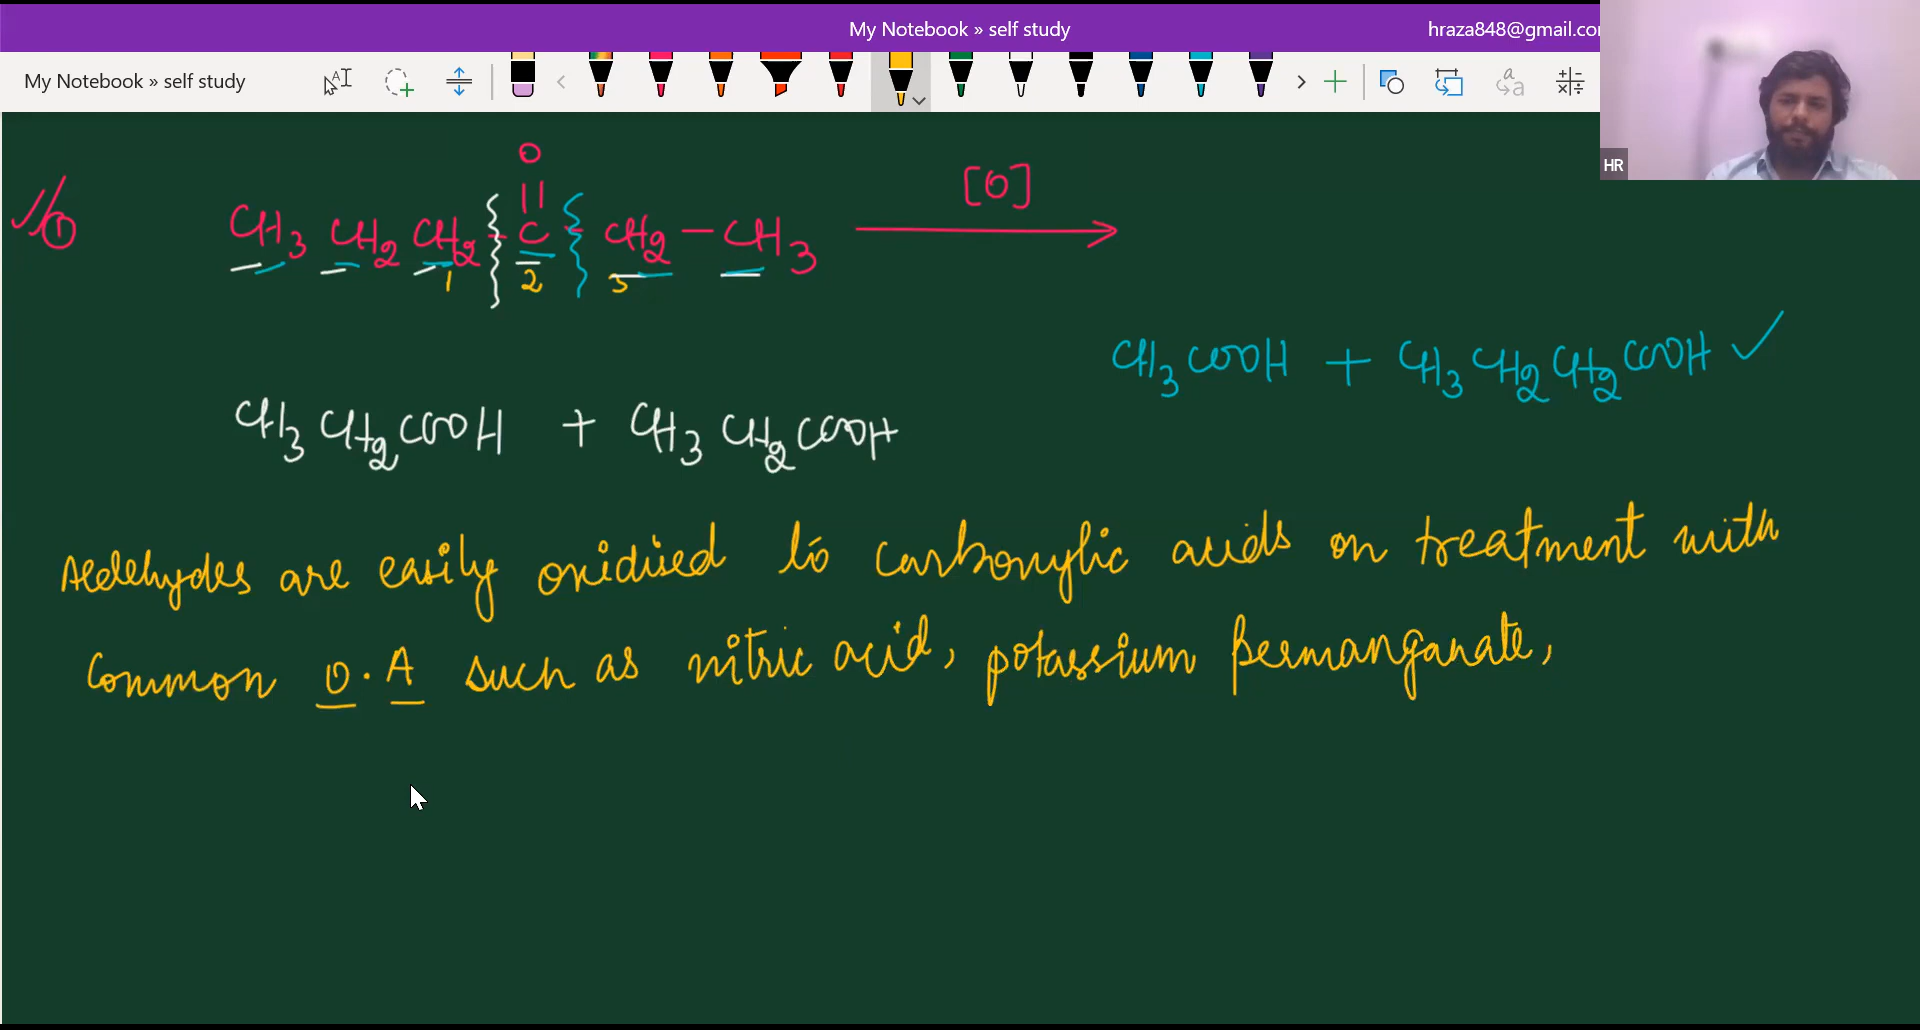 My Notebook » self study
hraza848@gmail.co
My Notebook » self study
HR
① CH3 CH2 CH2 - C - CH2 - CH3 [O]
O
1 2 3
CH3COOH + CH3 CH2 CH2 COOH ✓
CH3 CH2 COOH + CH3 CH2 COOH
Aldehydes are easily oxidised to carboxylic acids on treatment with
Common O.A such as nitric acid, potassium permanganate,